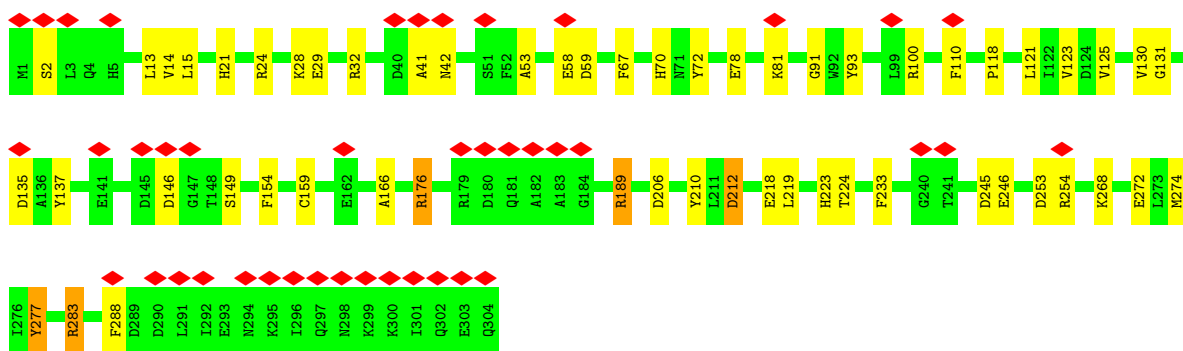 M1 S2 L3 Q4 H5 L13 V14 L15 H21 R24 K28 E29 R32 D40 A41 N42 S51 F52 A53 E58 D59 F67 H70 N71 Y72 E78 K81 G91 W92 Y93 L99 R100 F110 P118 L121 I122 V123 D124 V125 V130 G131
D135 A136 Y137 E141 D145 D146 G147 T148 S149 F154 C159 E162 A166 R176 R179 D180 Q181 A182 A183 G184 R189 D206 Y210 L211 D212 E218 L219 H223 T224 F233 G240 T241 D245 E246 D253 R254 K268 E272 L273 M274
I276 Y277 R283 F288 D289 D290 L291 I292 E293 N294 K295 I296 Q297 N298 K299 K300 I301 Q302 E303 Q304